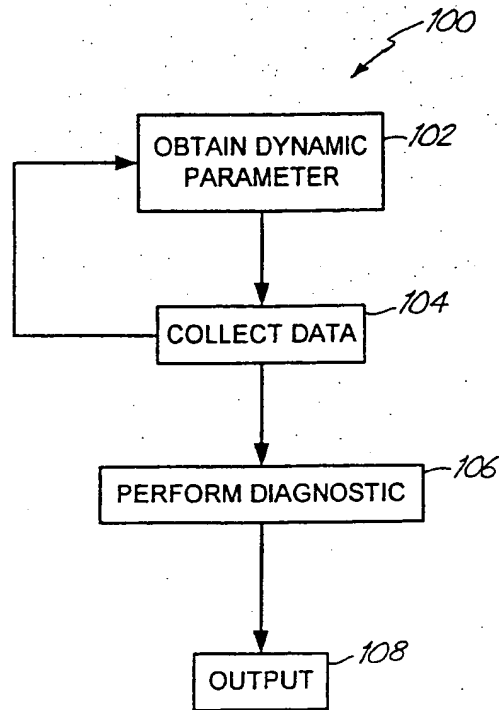 100
OBTAIN DYNAMIC
PARAMETER
102
COLLECT DATA
104
PERFORM DIAGNOSTIC
106
OUTPUT
108